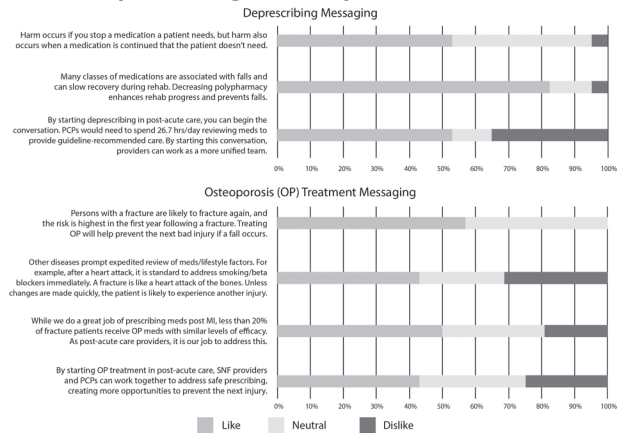 Deprescribing Messaging
Harm occurs if you stop a medication a patient needs, but harm also
occurs when a medication is continued that the patient doesn't need.
Many classes of medications are associated with falls and
can slow recovery during rehab. Decreasing polypharmacy
enhances rehab progress and prevents falls.
By starting deprescribing in post-acute care, you can begin the
conversation. PCPs would need to spend 26.7 hrs/day reviewing meds to
provide guideline-recommended care. By starting this conversation,
providers can work as a more unified team.
0% 10% 20% 30% 40% 50% 60% 70% 80% 90% 100%
Osteoporosis (OP) Treatment Messaging
Persons with a fracture are likely to fracture again, and
the risk is highest in the first year following a fracture. Treating
OP will help prevent the next bad injury if a fall occurs.
Other diseases prompt expedited review of meds/lifestyle factors. For
example, after a heart attack, it is standard to address smoking/beta
blockers immediately. A fracture is like a heart attack of the bones. Unless
changes are made quickly, the patient is likely to experience another injury.
While we do a great job of prescribing meds post MI, less than 20%
of fracture patients receive OP meds with similar levels of efficacy.
As post-acute care providers, it is our job to address this.
By starting OP treatment in post-acute care, SNF providers
and PCPs can work together to address safe prescribing,
creating more opportunities to prevent the next injury.
0% 10% 20% 30% 40% 50% 60% 70% 80% 90% 100%
Like Neutral Dislike